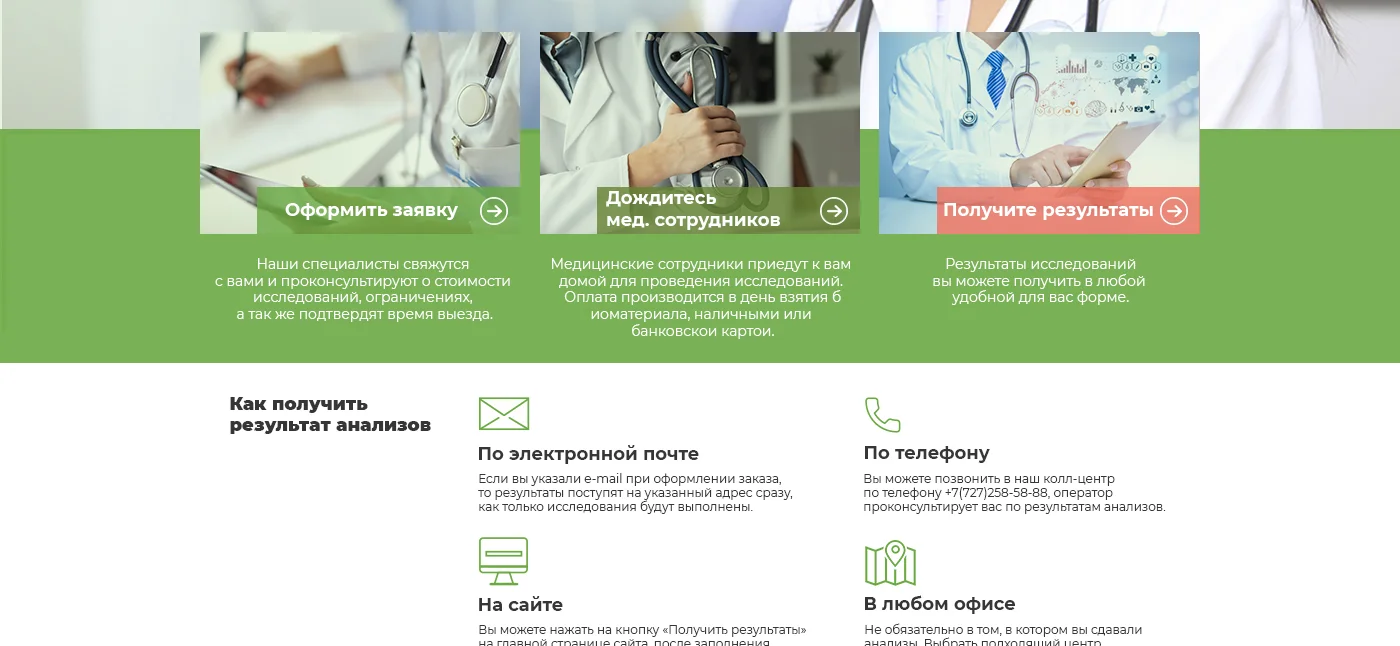 Оформить заявку
Дождитесь
мед. сотрудников
Получите результаты
Наши специалисты свяжутся
с вами и проконсультируют о стоимости
исследований, ограничениях,
а так же подтвердят время выезда.
Медицинские сотрудники приедут к вам
домой для проведения исследований.
Оплата производится в день взятия б
иоматериала, наличными или
банковскои картои.
Результаты исследований
вы можете получить в любой
удобной для вас форме.
Как получить
результат анализов
По электронной почте
Если вы указали e-mail при оформлении заказа,
то результаты поступят на указанный адрес сразу,
как только исследования будут выполнены.
По телефону
Вы можете позвонить в наш колл-центр
по телефону +7(727)258-58-88, оператор
проконсультирует вас по результатам анализов.
На сайте
Вы можете нажать на кнопку «Получить результаты»
на главной странице сайта, после заполнения
В любом офисе
Не обязательно в том, в котором вы сдавали
анализы. Выбрать подходящий центр